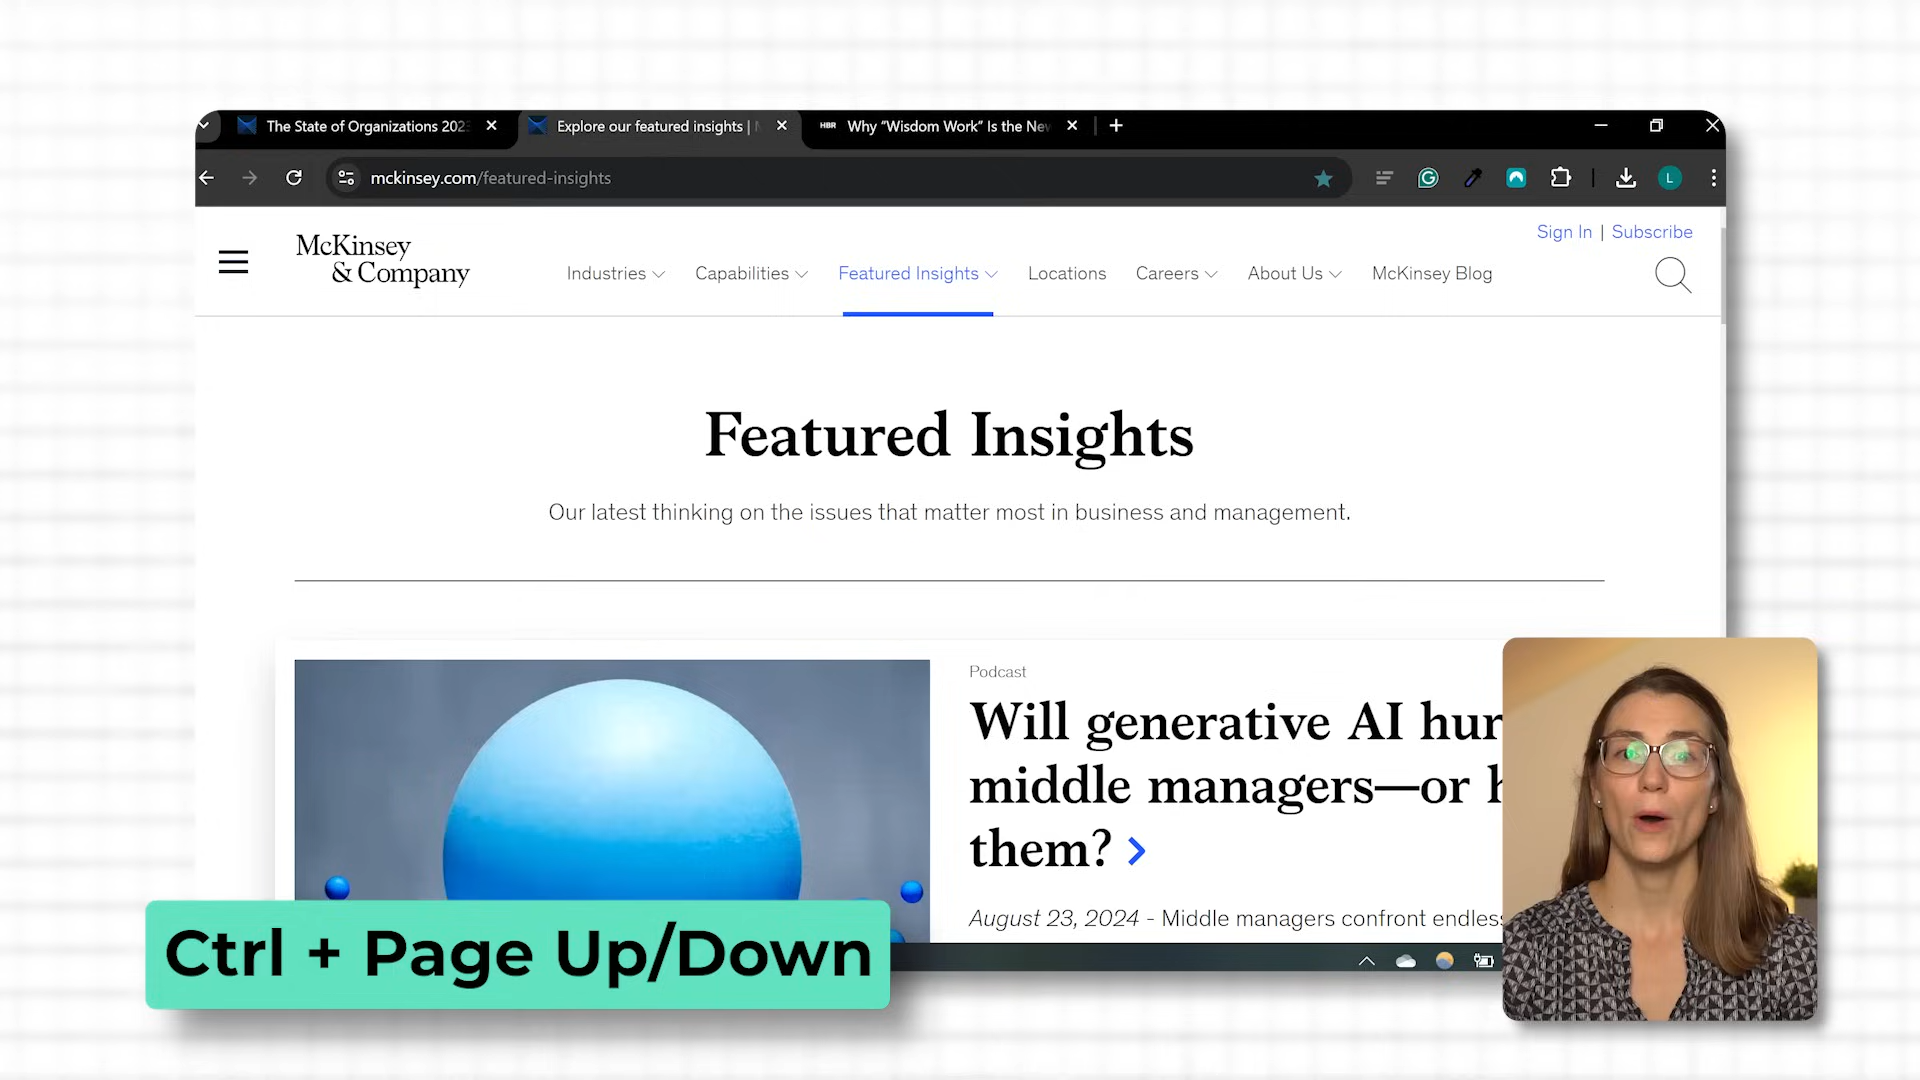 The State of Organizations 2023
Explore our featured insights |
HBR Why “Wisdom Work” Is the New
mckinsey.com/featured-insights
L
Sign In | Subscribe
McKinsey
& Company
Industries
Capabilities
Featured Insights
Locations
Careers
About Us
McKinsey Blog
Featured Insights
Our latest thinking on the issues that matter most in business and management.
Podcast
Will generative AI hur
middle managers—or h
them?
August 23, 2024 - Middle managers confront endless
Ctrl + Page Up/Down